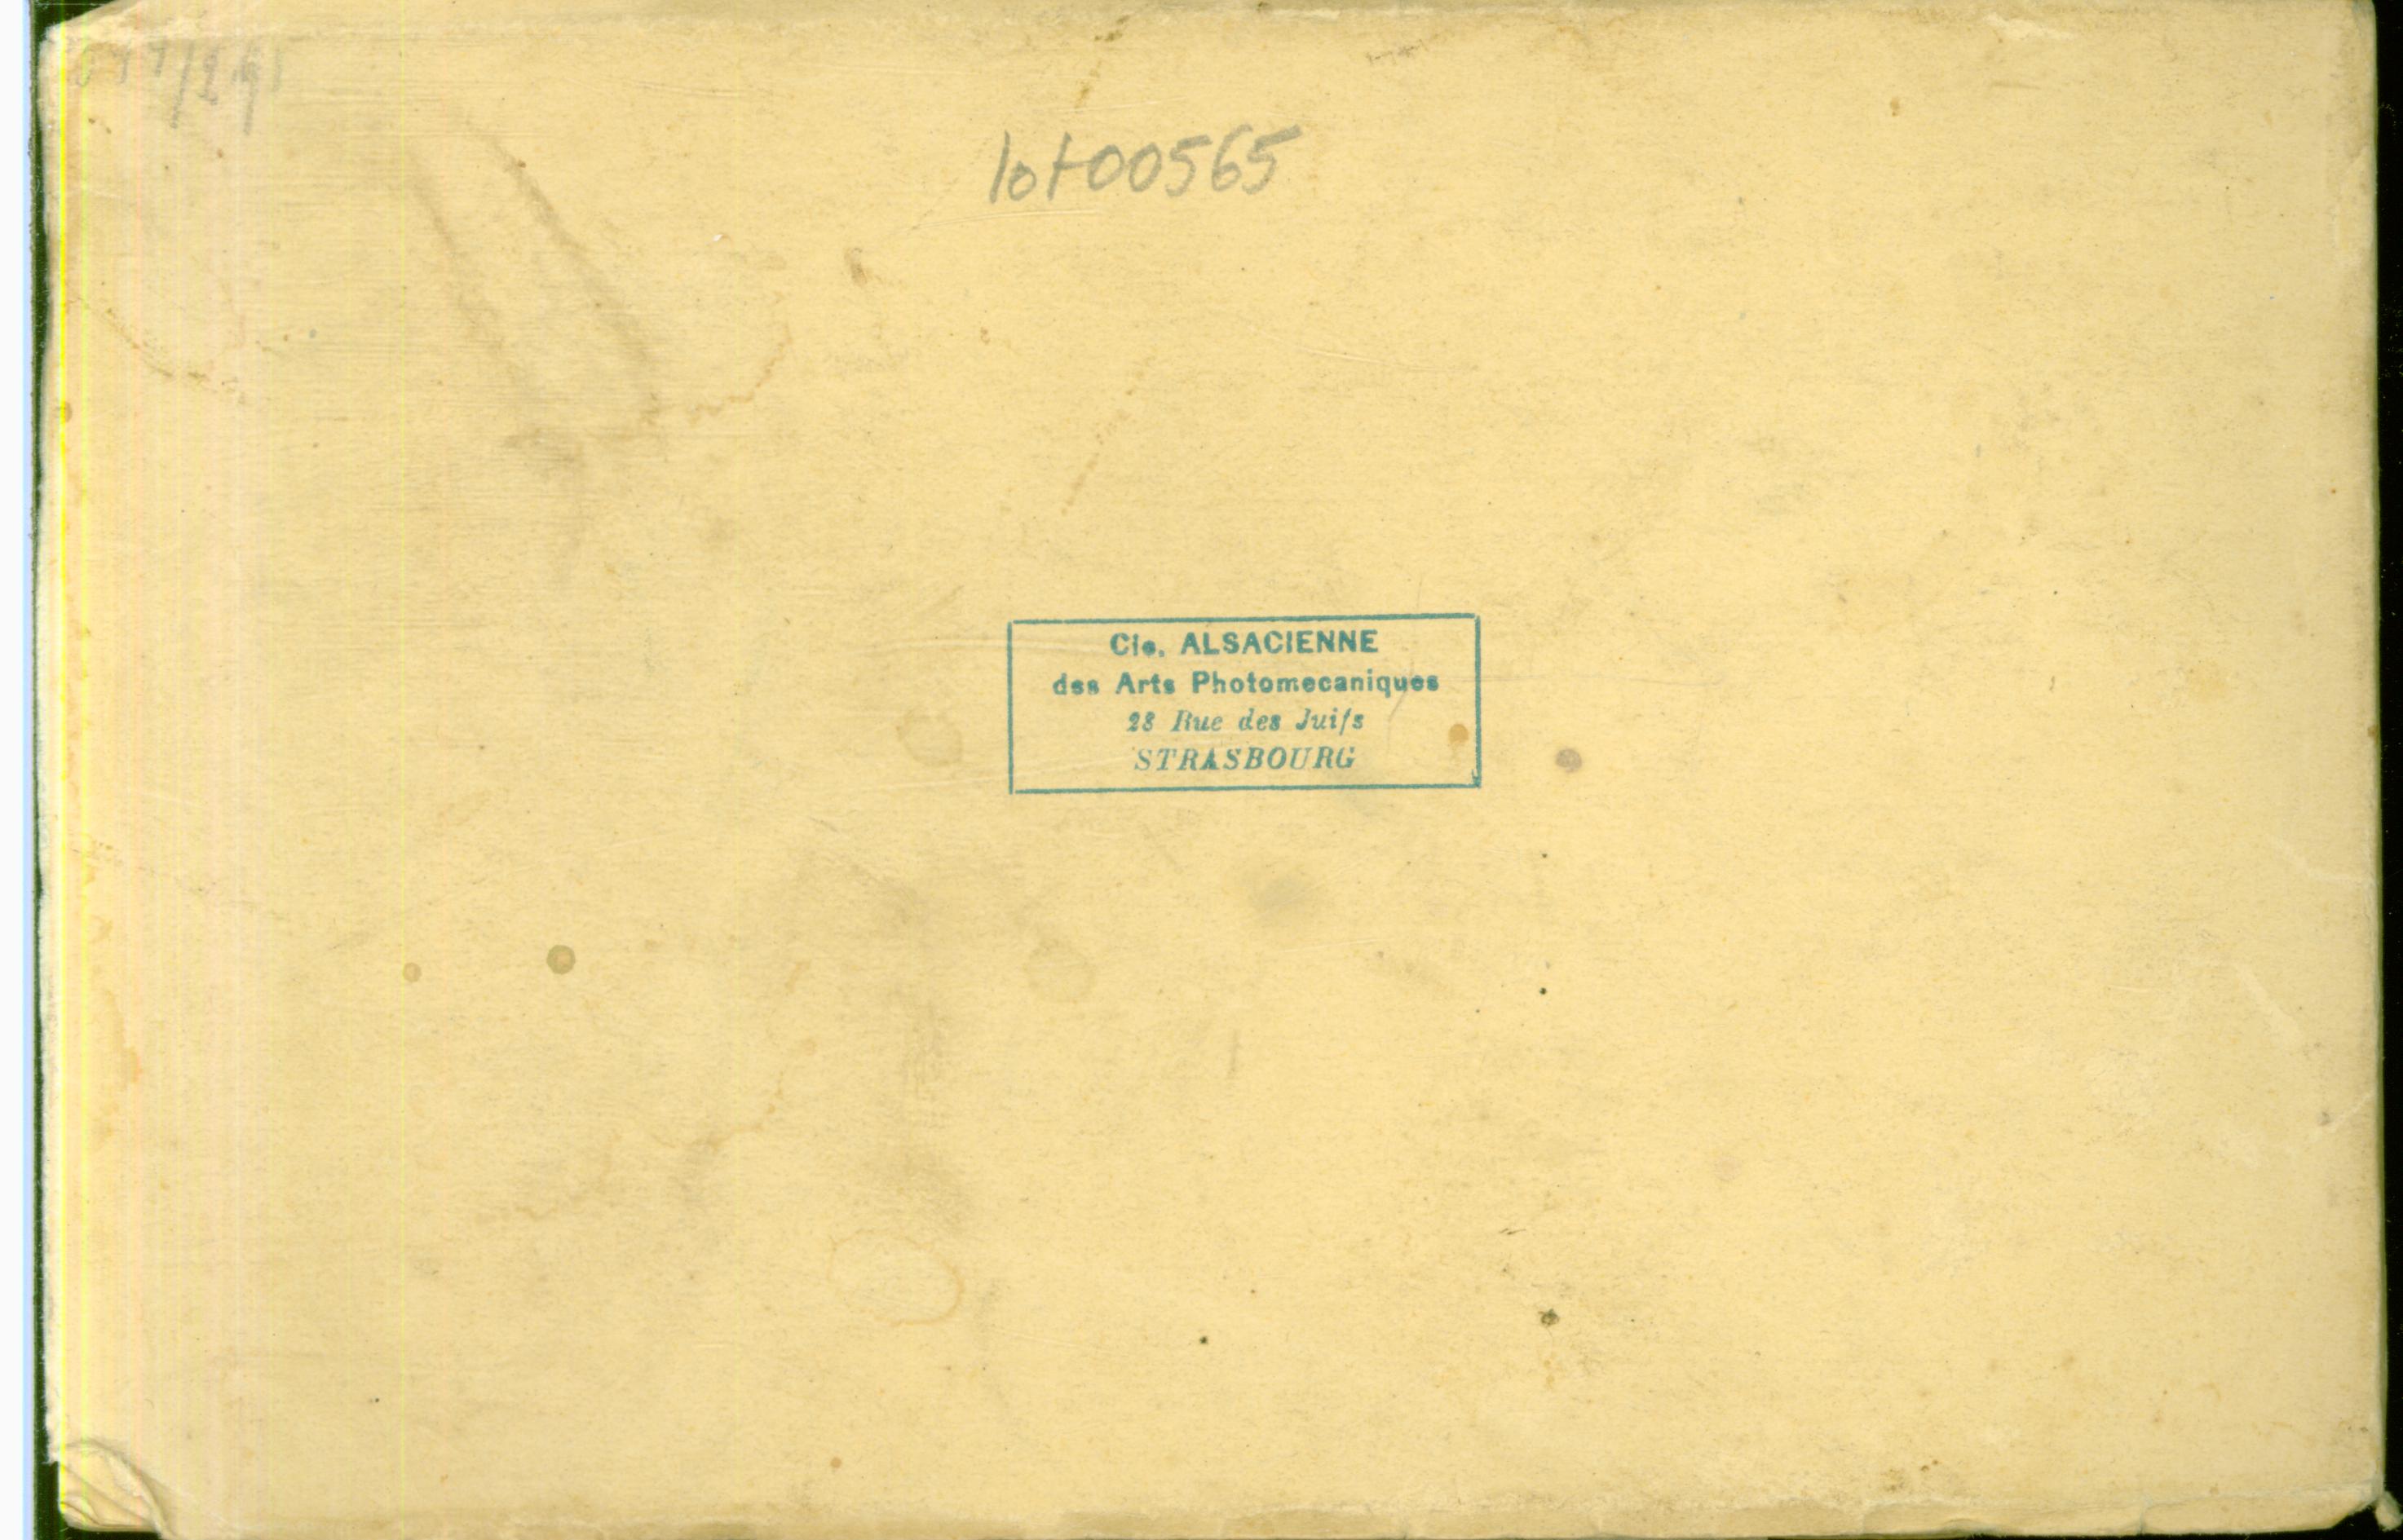 lot00565
Cie. ALSACIENNE
des Arts Photomecaniques
28 Rue des Juifs
STRASBOURG